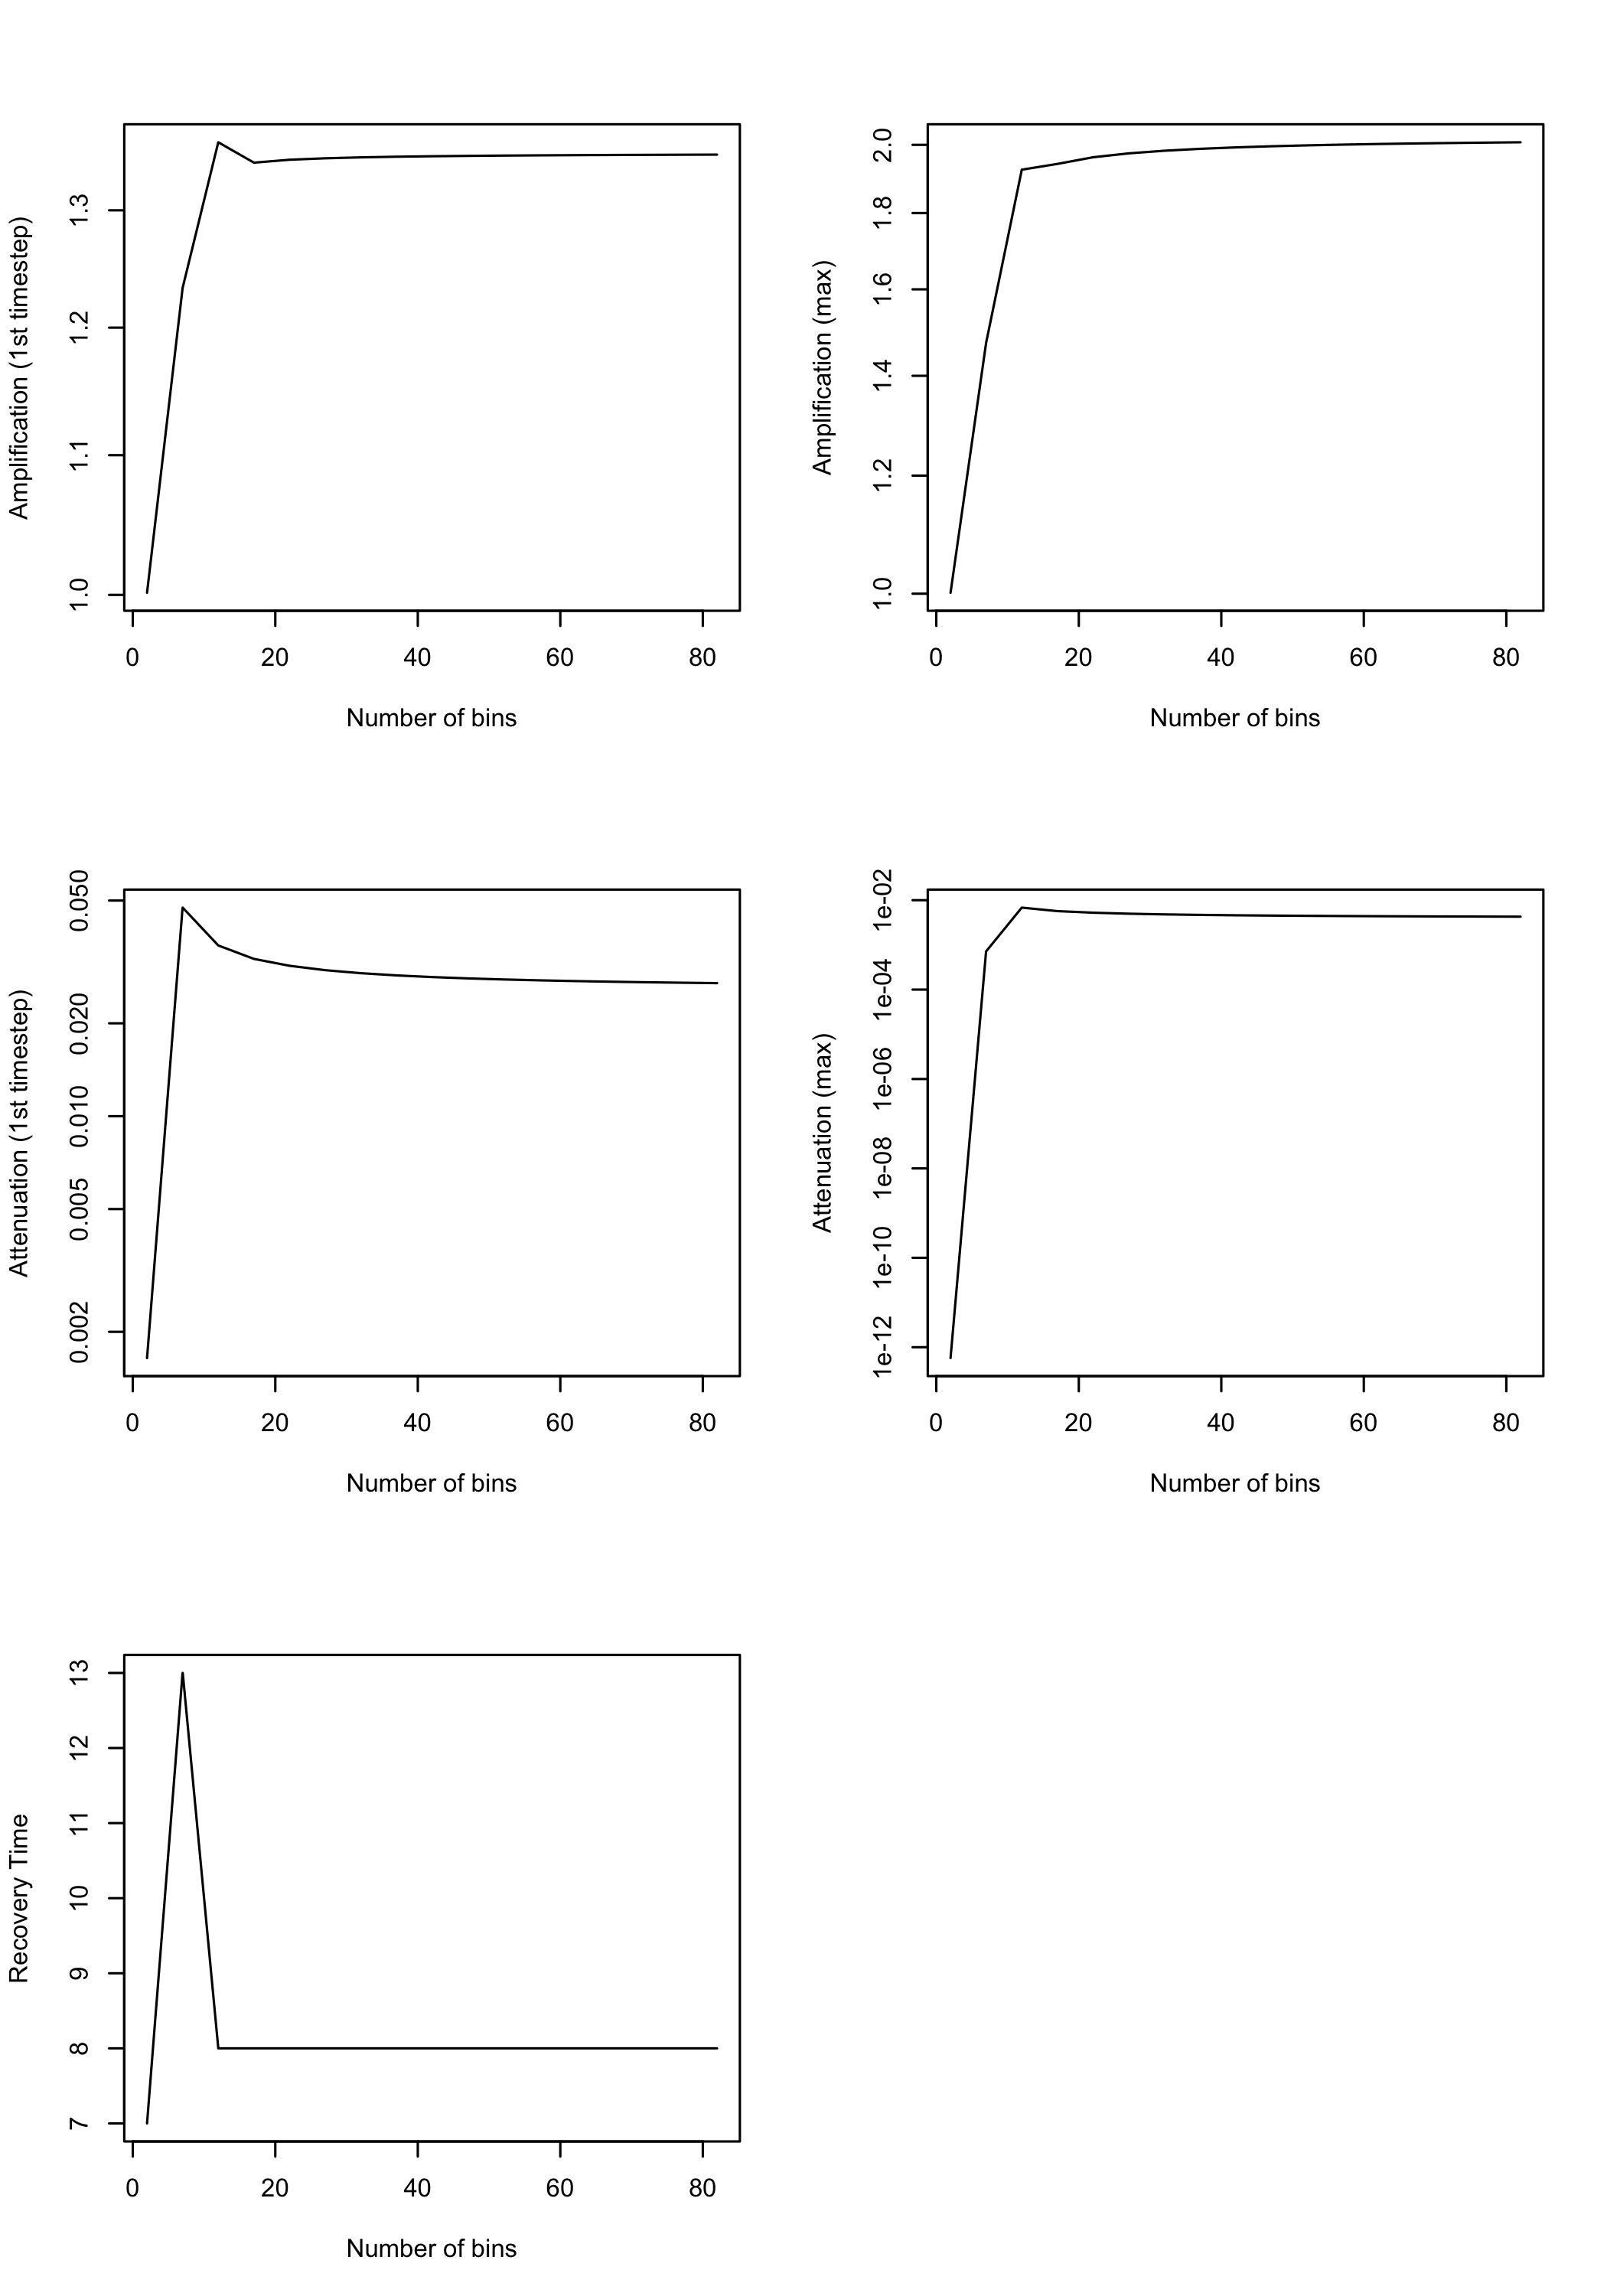 Amplification (1st timestep)
1.0 1.1 1.2 1.3
0 20 40 60 80
Number of bins
Amplification (max)
1.0 1.2 1.4 1.6 1.8 2.0
0 20 40 60 80
Number of bins
Attenuation (1st timestep)
0.002 0.005 0.010 0.020 0.050
0 20 40 60 80
Number of bins
Attenuation (max)
1e-12 1e-10 1e-08 1e-06 1e-04 1e-02
0 20 40 60 80
Number of bins
Recovery Time
7 8 9 10 11 12 13
0 20 40 60 80
Number of bins